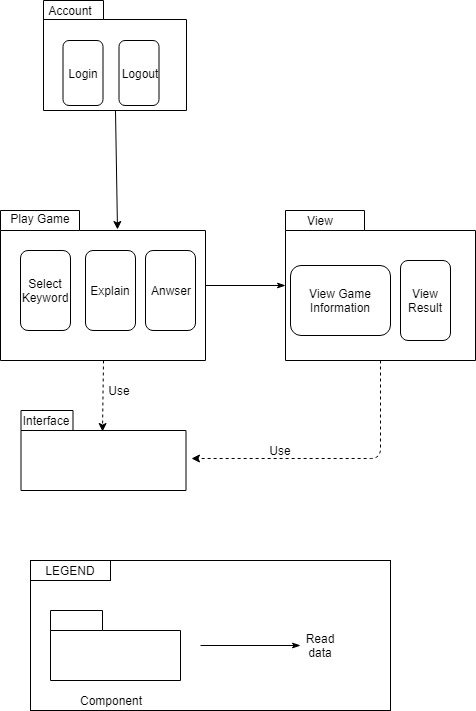 Account
Login
Logout
Play Game
View
Select
Keyword
Explain
Anwser
View Game
Information
View
Result
Use
Interface
Use
LEGEND
Read
data
Component